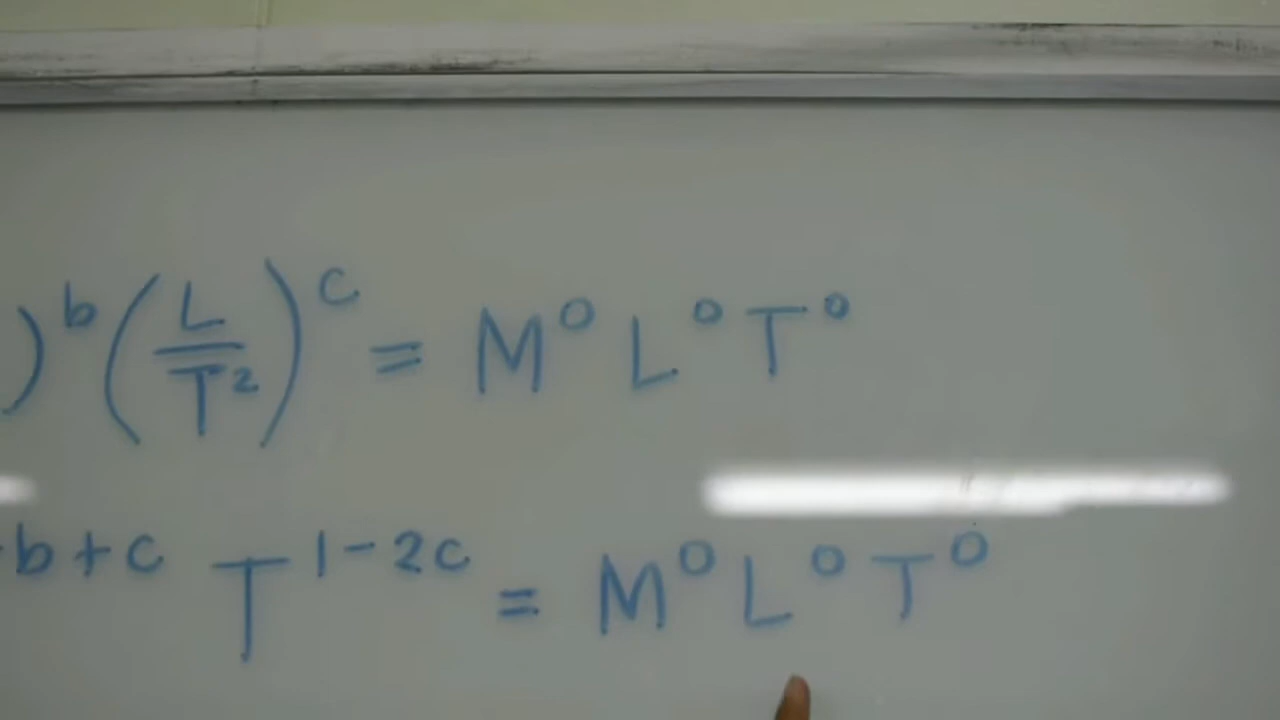 )^b (L/T²)^c = M⁰ L⁰ T⁰
b + c T^1-2c = M⁰ L⁰ T⁰